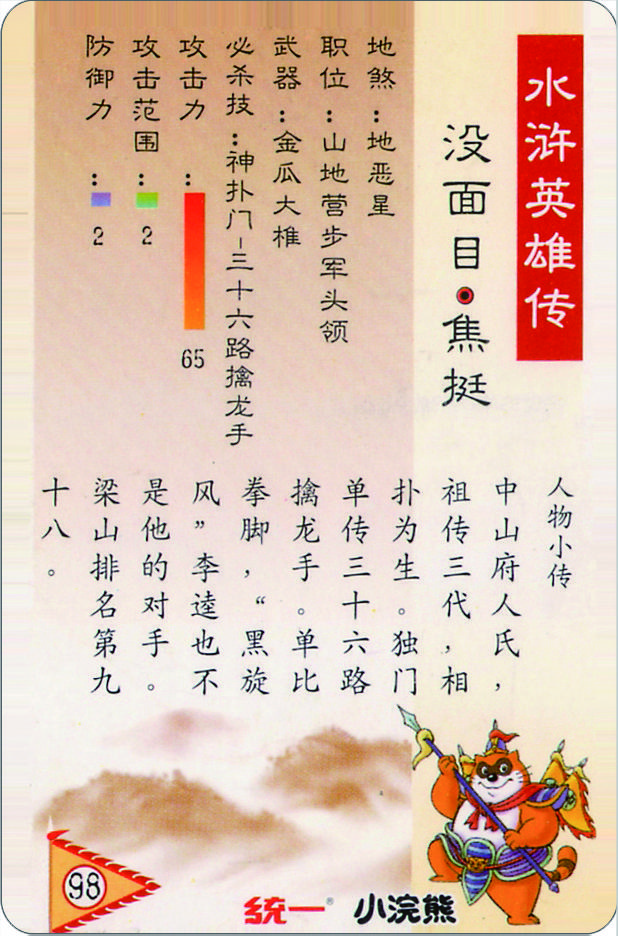 水浒英雄传
没面目·焦挺
地煞：地恶星
职位：山地营步军头领
武器：金瓜大椎
必杀技：神扑门-三十六路擒龙手
攻击力：
65
攻击范围：
2
防御力：
2
人物小传
中山府人氏，
祖传三代，相
扑为生。独门
单传三十六路
擒龙手。单比
拳脚，“黑旋
风”李逵也不
是他的对手。
梁山排名第九
十八。
98
统一®
小浣熊